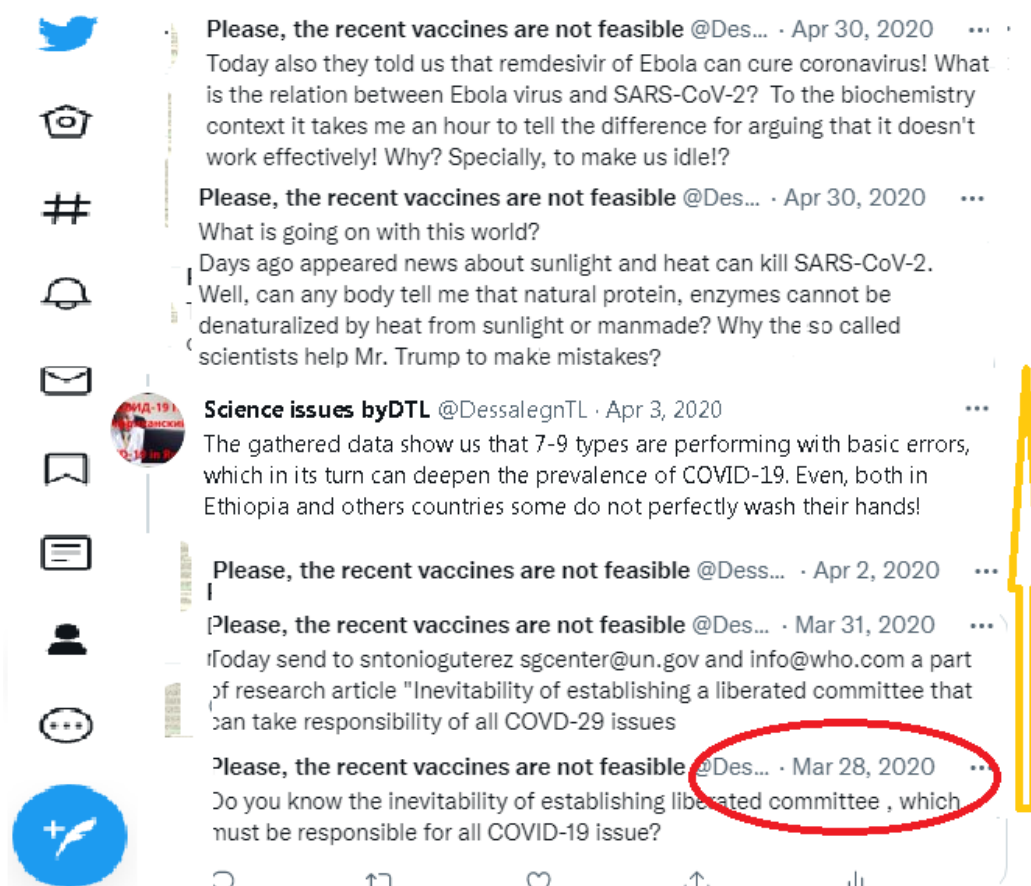 Please, the recent vaccines are not feasible @Des... · Apr 30, 2020 ...
Today also they told us that remdesivir of Ebola can cure coronavirus! What
is the relation between Ebola virus and SARS-CoV-2? To the biochemistry
context it takes me an hour to tell the difference for arguing that it doesn't
work effectively! Why? Specially, to make us idle!?
Please, the recent vaccines are not feasible @Des... · Apr 30, 2020 ...
What is going on with this world?
Days ago appeared news about sunlight and heat can kill SARS-CoV-2.
Well, can any body tell me that natural protein, enzymes cannot be
denaturalized by heat from sunlight or manmade? Why the so called
scientists help Mr. Trump to make mistakes?
Science issues byDTL @DessalegnTL · Apr 3, 2020 ...
The gathered data show us that 7-9 types are performing with basic errors,
which in its turn can deepen the prevalence of COVID-19. Even, both in
Ethiopia and others countries some do not perfectly wash their hands!
Please, the recent vaccines are not feasible @Dess... · Apr 2, 2020 ...
Please, the recent vaccines are not feasible @Des... · Mar 31, 2020 ...
Today send to sntonioguterez sgcenter@un.gov and info@who.com a part
of research article "Inevitability of establishing a liberated committee that
can take responsibility of all COVD-29 issues
Please, the recent vaccines are not feasible @Des... · Mar 28, 2020 ...
Do you know the inevitability of establishing liberated committee , which
must be responsible for all COVID-19 issue?